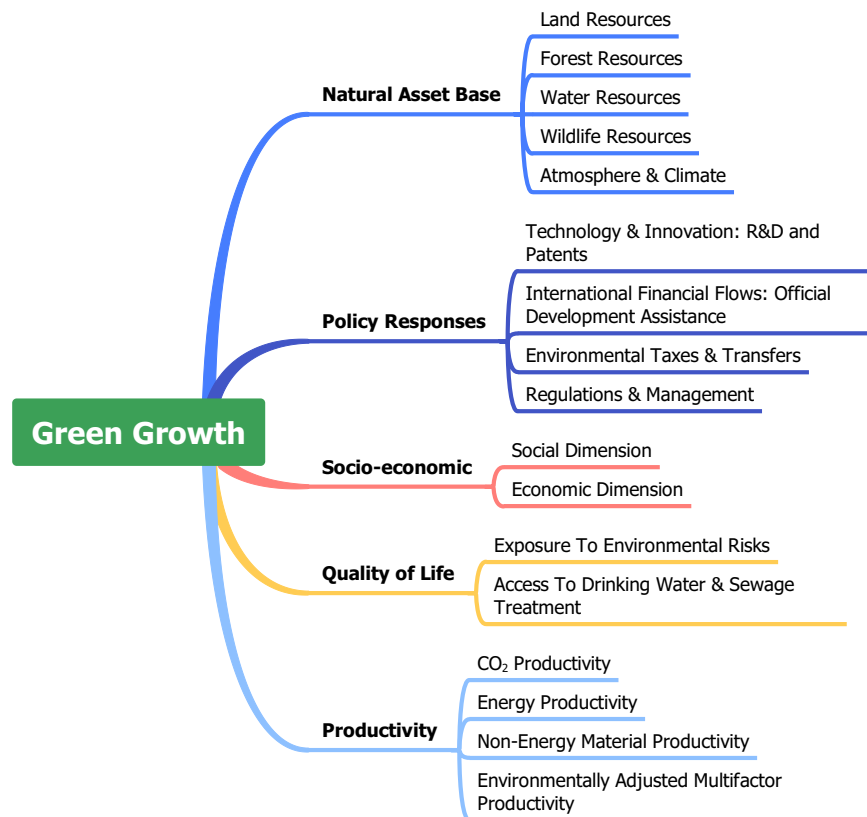 Land Resources
Forest Resources
Natural Asset Base
Water Resources
Wildlife Resources
Atmosphere & Climate
Technology & Innovation: R&D and
Patents
International Financial Flows: Official
Development Assistance
Policy Responses
Environmental Taxes & Transfers
Regulations & Management
Green Growth
Social Dimension
Socio-economic
Economic Dimension
Exposure To Environmental Risks
Quality of Life
Access To Drinking Water & Sewage
Treatment
CO₂ Productivity
Energy Productivity
Productivity
Non-Energy Material Productivity
Environmentally Adjusted Multifactor
Productivity